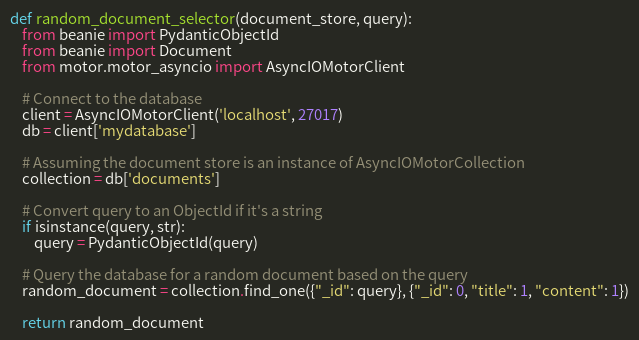 def random_document_selector(document_store, query):
    from beanie import PydanticObjectId
    from beanie import Document
    from motor.motor_asyncio import AsyncIOMotorClient
    # Connect to the database
    client = AsyncIOMotorClient('localhost', 27017)
    db = client['mydatabase']
    # Assuming the document store is an instance of AsyncIOMotorCollection
    collection = db['documents']
    # Convert query to an ObjectId if it's a string
    if isinstance(query, str):
        query = PydanticObjectId(query)
    # Query the database for a random document based on the query
    random_document = collection.find_one({"_id": query}, {"_id": 0, "title": 1, "content": 1})
    return random_document